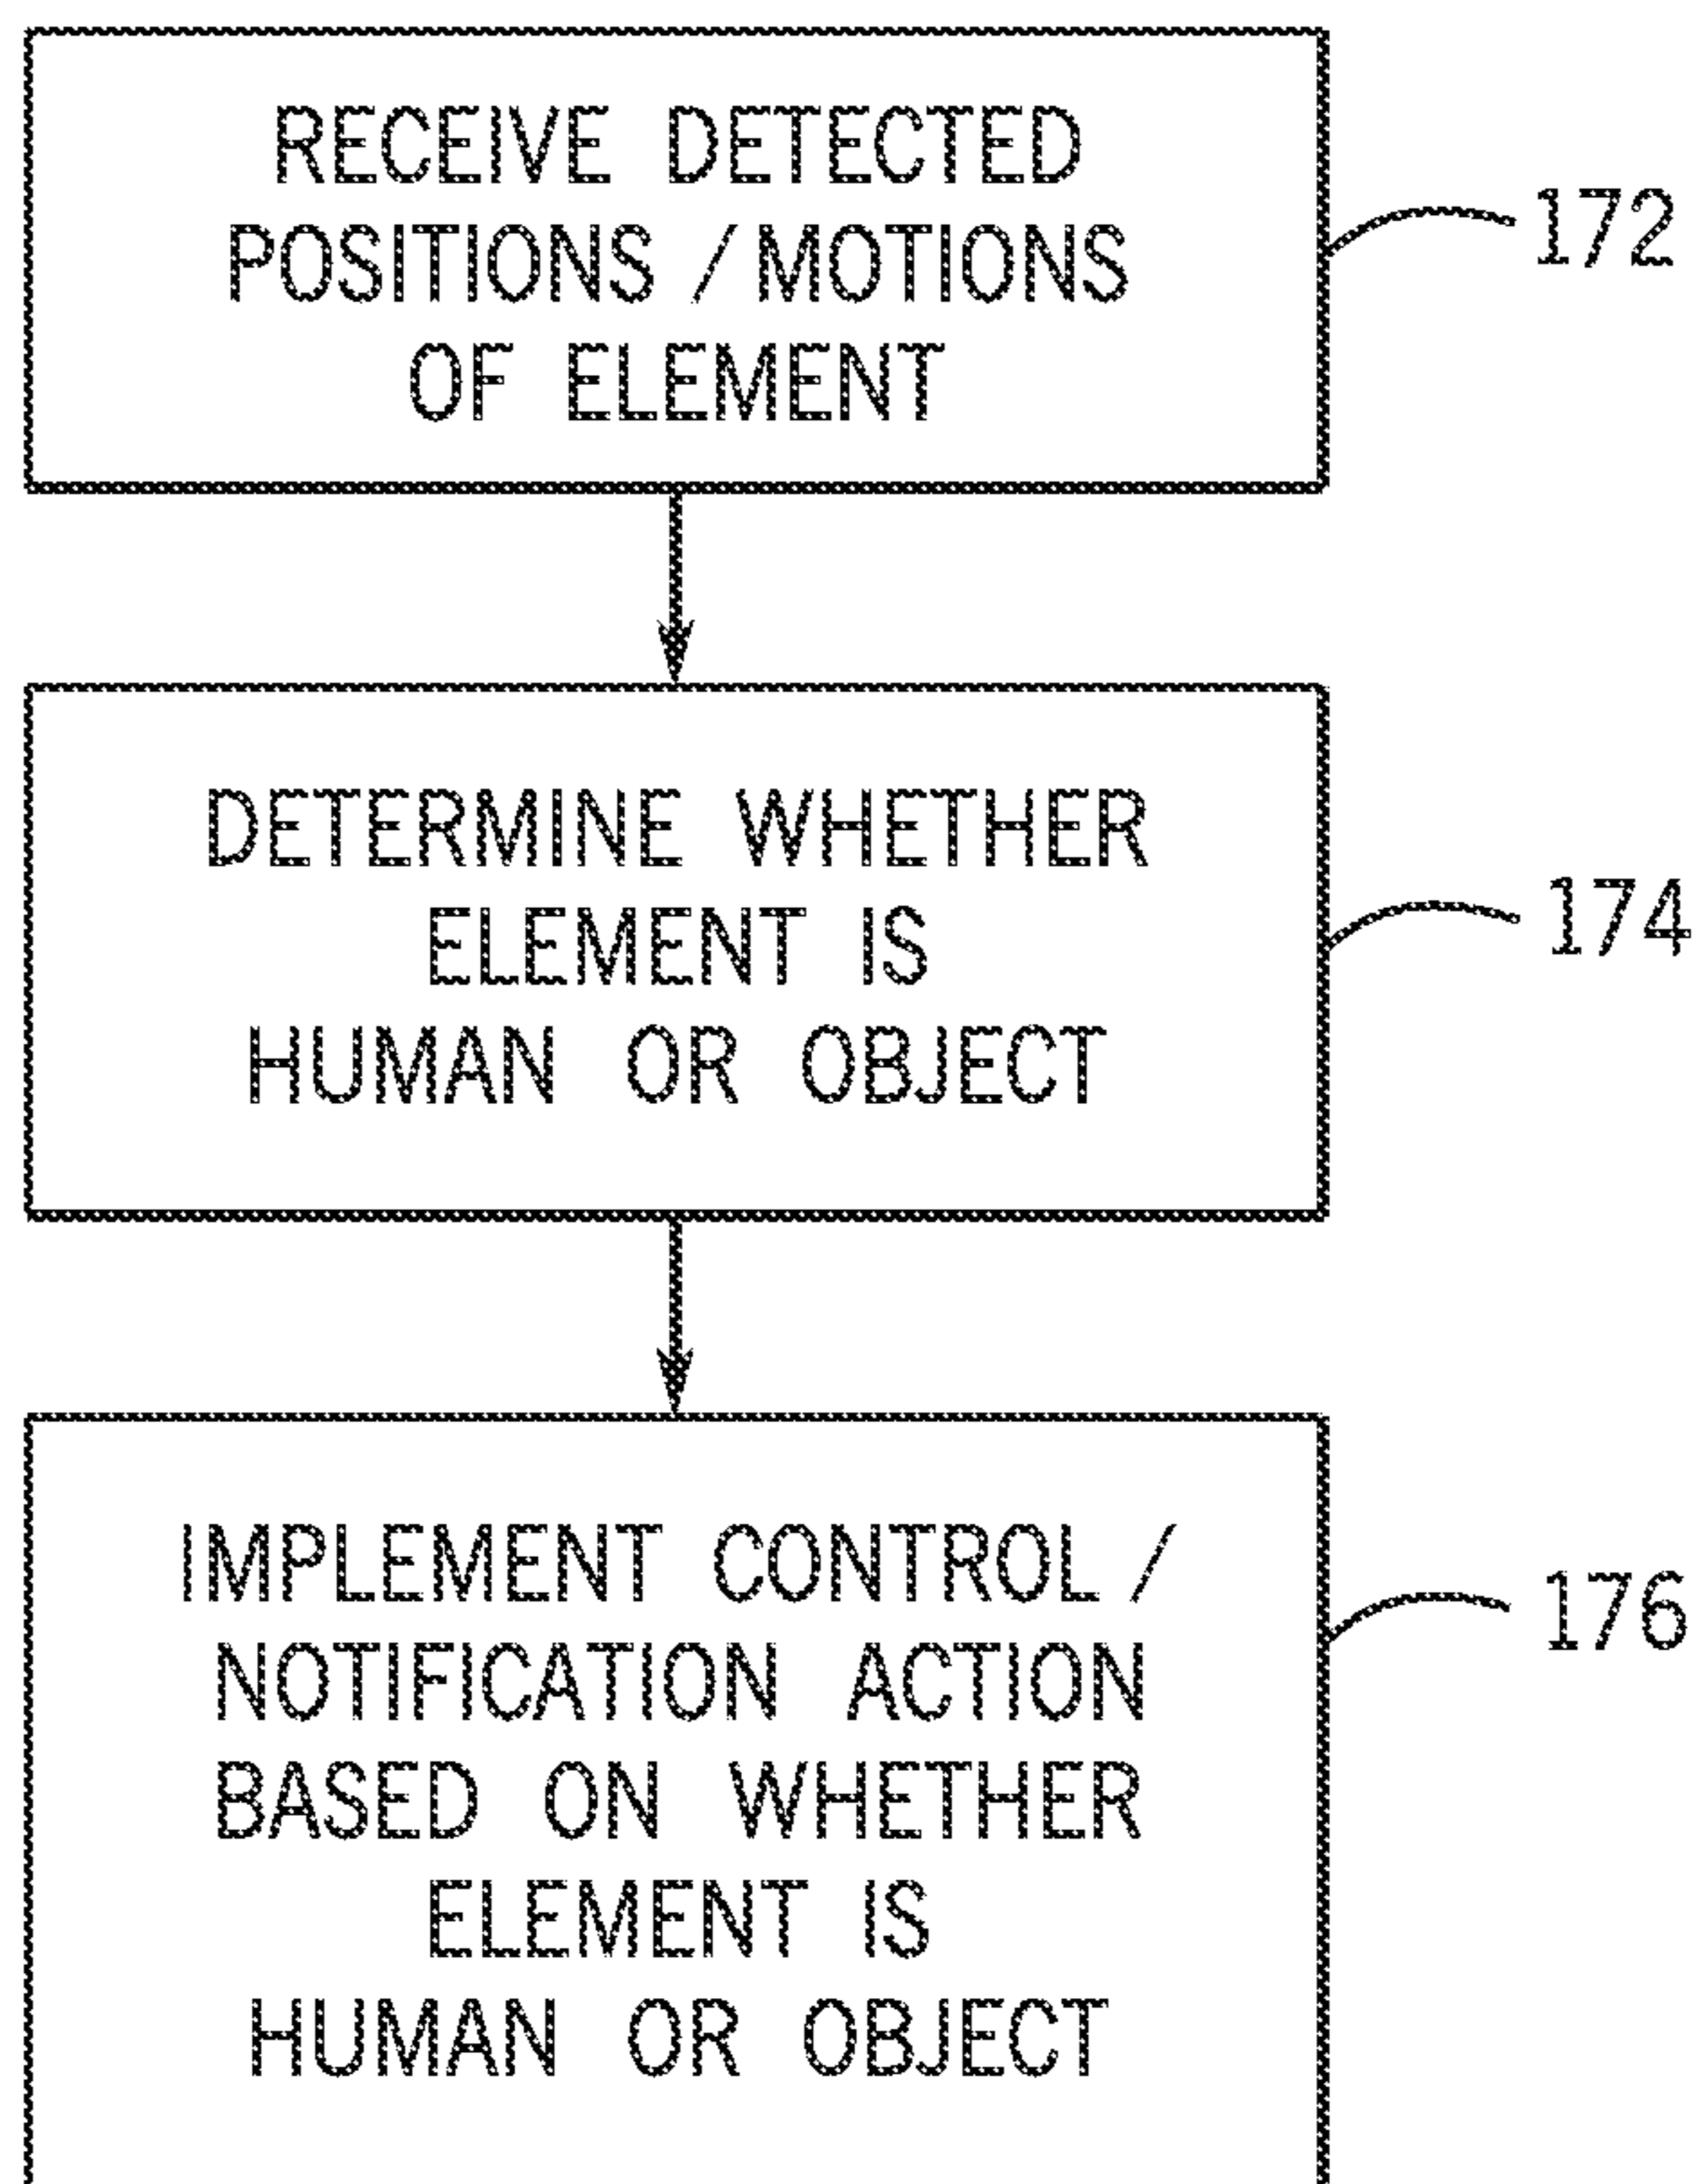 RECEIVE DETECTED
POSITIONS / MOTIONS
OF ELEMENT
172
DETERMINE WHETHER
ELEMENT IS
HUMAN OR OBJECT
174
IMPLEMENT CONTROL /
NOTIFICATION ACTION
BASED ON WHETHER
ELEMENT IS
HUMAN OR OBJECT
176